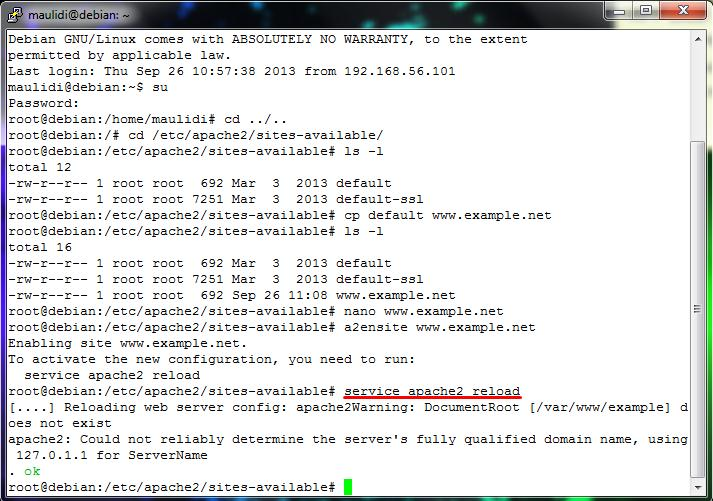 maulidi@debian: ~
Debian GNU/Linux comes with ABSOLUTELY NO WARRANTY, to the extent
permitted by applicable law.
Last login: Thu Sep 26 10:57:38 2013 from 192.168.56.101
maulidi@debian:~$ su
Password:
root@debian:/home/maulidi# cd ../..
root@debian:/# cd /etc/apache2/sites-available/
root@debian:/etc/apache2/sites-available# ls -l
total 12
-rw-r--r-- 1 root root  692 Mar  3  2013 default
-rw-r--r-- 1 root root 7251 Mar  3  2013 default-ssl
root@debian:/etc/apache2/sites-available# cp default www.example.net
root@debian:/etc/apache2/sites-available# ls -l
total 16
-rw-r--r-- 1 root root  692 Mar  3  2013 default
-rw-r--r-- 1 root root 7251 Mar  3  2013 default-ssl
-rw-r--r-- 1 root root  692 Sep 26 11:08 www.example.net
root@debian:/etc/apache2/sites-available# nano www.example.net
root@debian:/etc/apache2/sites-available# a2ensite www.example.net
Enabling site www.example.net.
To activate the new configuration, you need to run:
  service apache2 reload
root@debian:/etc/apache2/sites-available# service apache2 reload
[....] Reloading web server config: apache2Warning: DocumentRoot [/var/www/example] d
oes not exist
apache2: Could not reliably determine the server's fully qualified domain name, using
 127.0.1.1 for ServerName
. ok
root@debian:/etc/apache2/sites-available#